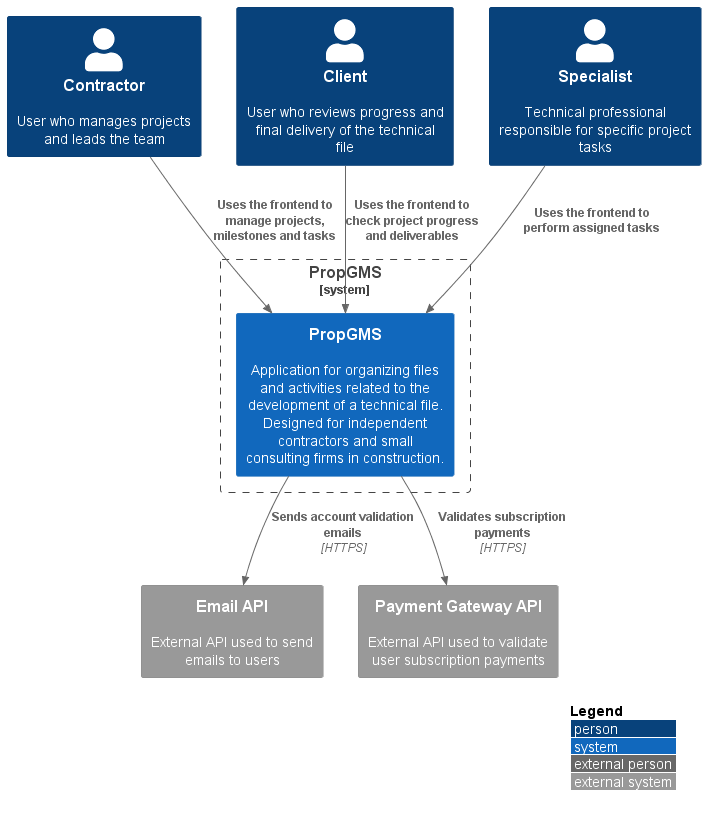 Contractor
User who manages projects
and leads the team
Client
User who reviews progress and
final delivery of the technical
file
Specialist
Technical professional
responsible for specific project
tasks
Uses the frontend to
manage projects,
milestones and tasks
Uses the frontend to
check project progress
and deliverables
Uses the frontend to
perform assigned tasks
PropGMS
[system]
PropGMS
Application for organizing files
and activities related to the
development of a technical file.
Designed for independent
contractors and small
consulting firms in construction.
Sends account validation
emails
[HTTPS]
Validates subscription
payments
[HTTPS]
Email API
External API used to send
emails to users
Payment Gateway API
External API used to validate
user subscription payments
Legend
person
system
external person
external system